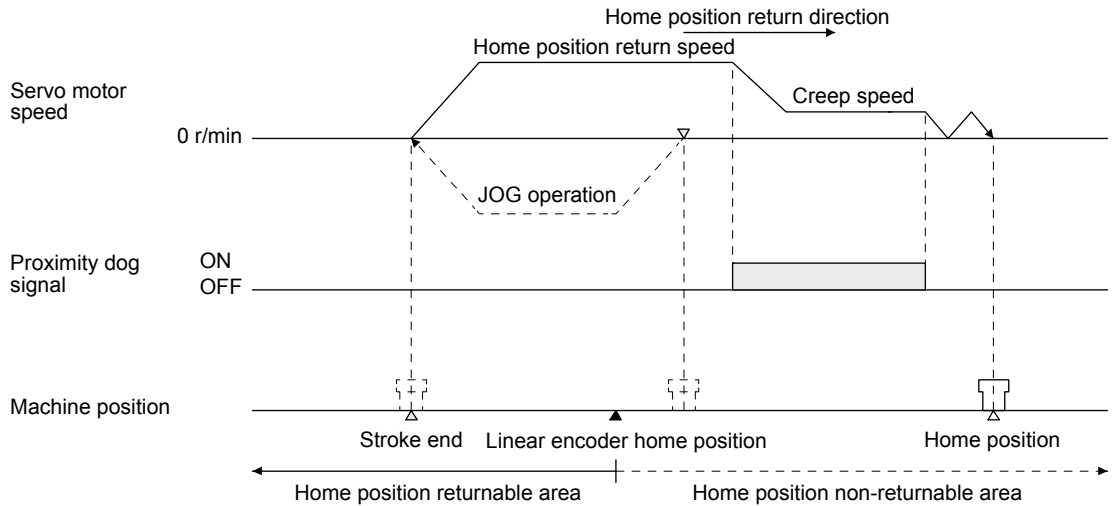 Home position return direction
Home position return speed
Servo motor
speed
Creep speed
0 r/min
JOG operation
Proximity dog
signal
ON
OFF
Machine position
Stroke end
Linear encoder home position
Home position
Home position returnable area
Home position non-returnable area